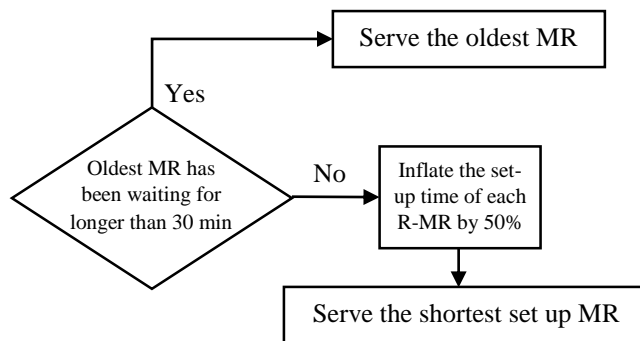 Serve the oldest MR
Yes
Oldest MR has
been waiting for
longer than 30 min
No
Inflate the set-
up time of each
R-MR by 50%
Serve the shortest set up MR